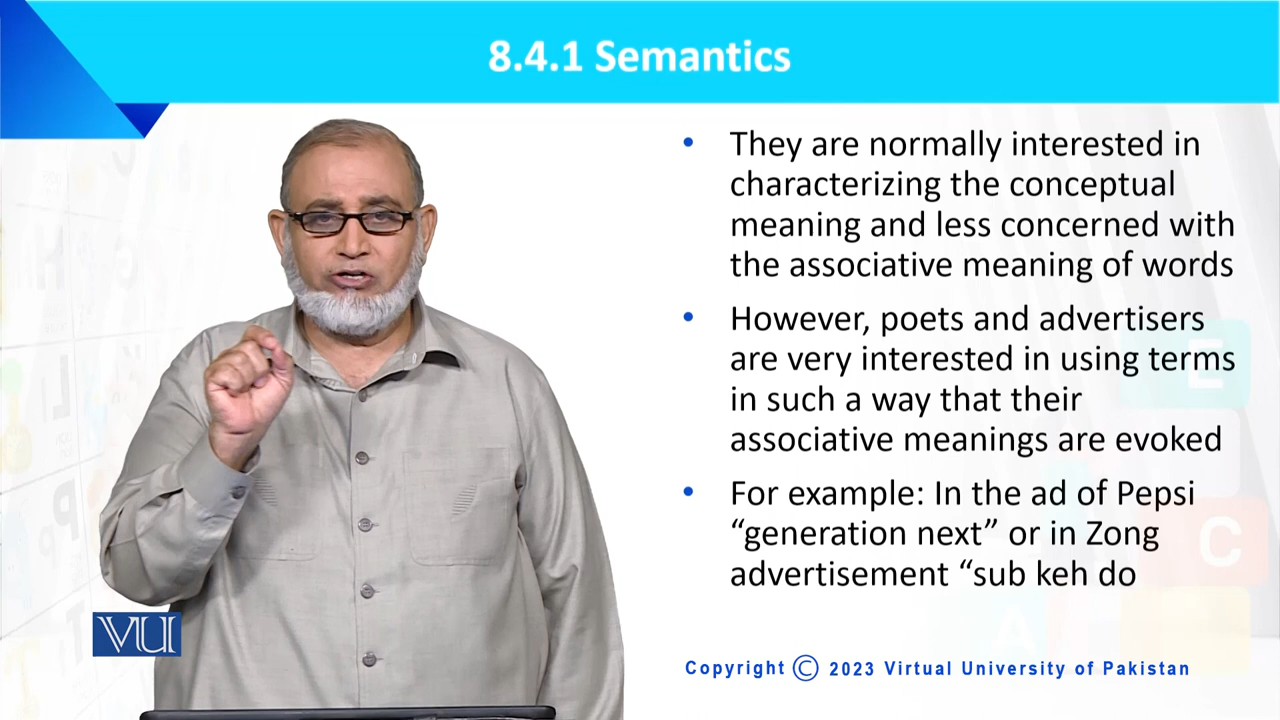 8.4.1 Semantics
• They are normally interested in
characterizing the conceptual
meaning and less concerned with
the associative meaning of words
• However, poets and advertisers
are very interested in using terms
in such a way that their
associative meanings are evoked
• For example: In the ad of Pepsi
“generation next” or in Zong
advertisement “sub keh do
VU
Copyright © 2023 Virtual University of Pakistan